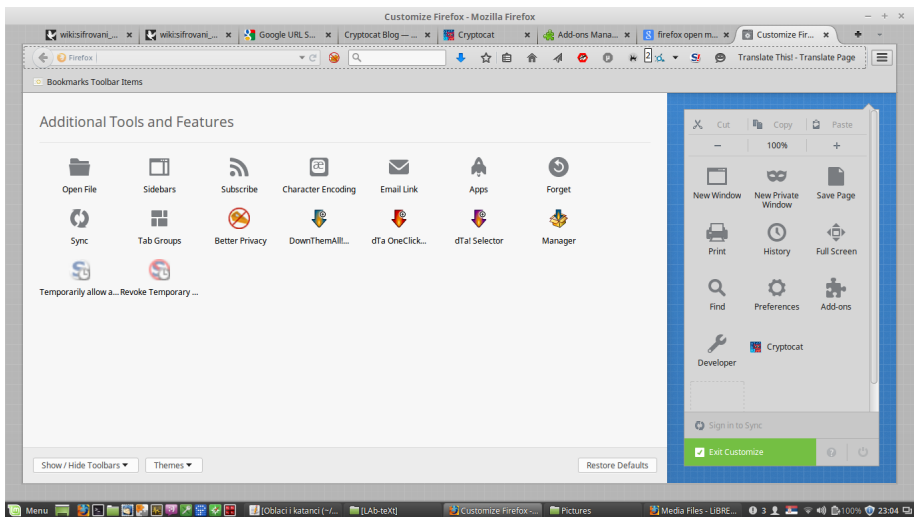 Customize Firefox - Mozilla Firefox
wiki:sifrovani_...
wiki:sifrovani_...
Google URL S...
Cryptocat Blog — ...
Cryptocat
Add-ons Mana...
firefox open m...
Customize Fir...
Firefox
2
Translate This! - Translate Page
Bookmarks Toolbar Items
Additional Tools and Features
Open File
Sidebars
Subscribe
Character Encoding
Email Link
Apps
Forget
Sync
Tab Groups
Better Privacy
DownThemAll!...
dTa OneClick...
dTa! Selector
Manager
Temporarily allow a...
Revoke Temporary ...
Cut
Copy
Paste
100%
New Window
New Private Window
Save Page
Print
History
Full Screen
Find
Preferences
Add-ons
Developer
Cryptocat
Sign in to Sync
Exit Customize
Show / Hide Toolbars
Themes
Restore Defaults
Menu
[Oblaci i katanci (~/...
[LAb-teXt]
Customize Firefox -...
Pictures
Media Files - LiBRE...
3
100%
23:04